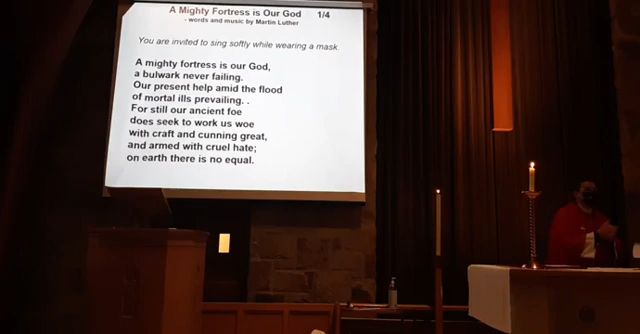 A Mighty Fortress is Our God 1/4
- words and music by Martin Luther
You are invited to sing softly while wearing a mask.
A mighty fortress is our God,
a bulwark never failing.
Our present help amid the flood
of mortal ills prevailing. .
For still our ancient foe
does seek to work us woe
with craft and cunning great,
and armed with cruel hate;
on earth there is no equal.